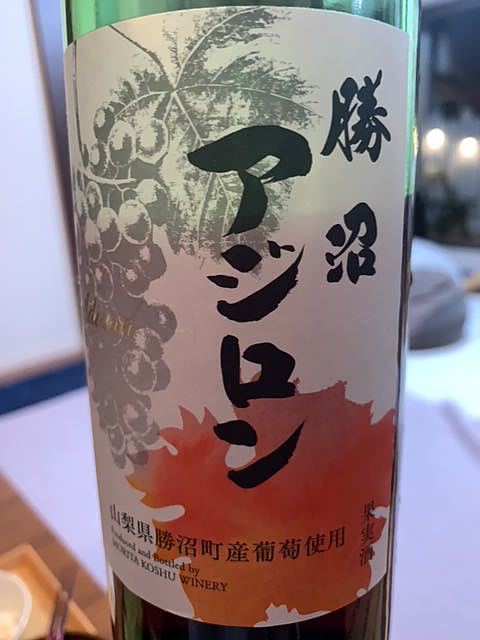 勝沼
アジロン
山梨県勝沼町産葡萄使用
Produced and Bottled by
MORITA KOSHU WINERY
果実酒